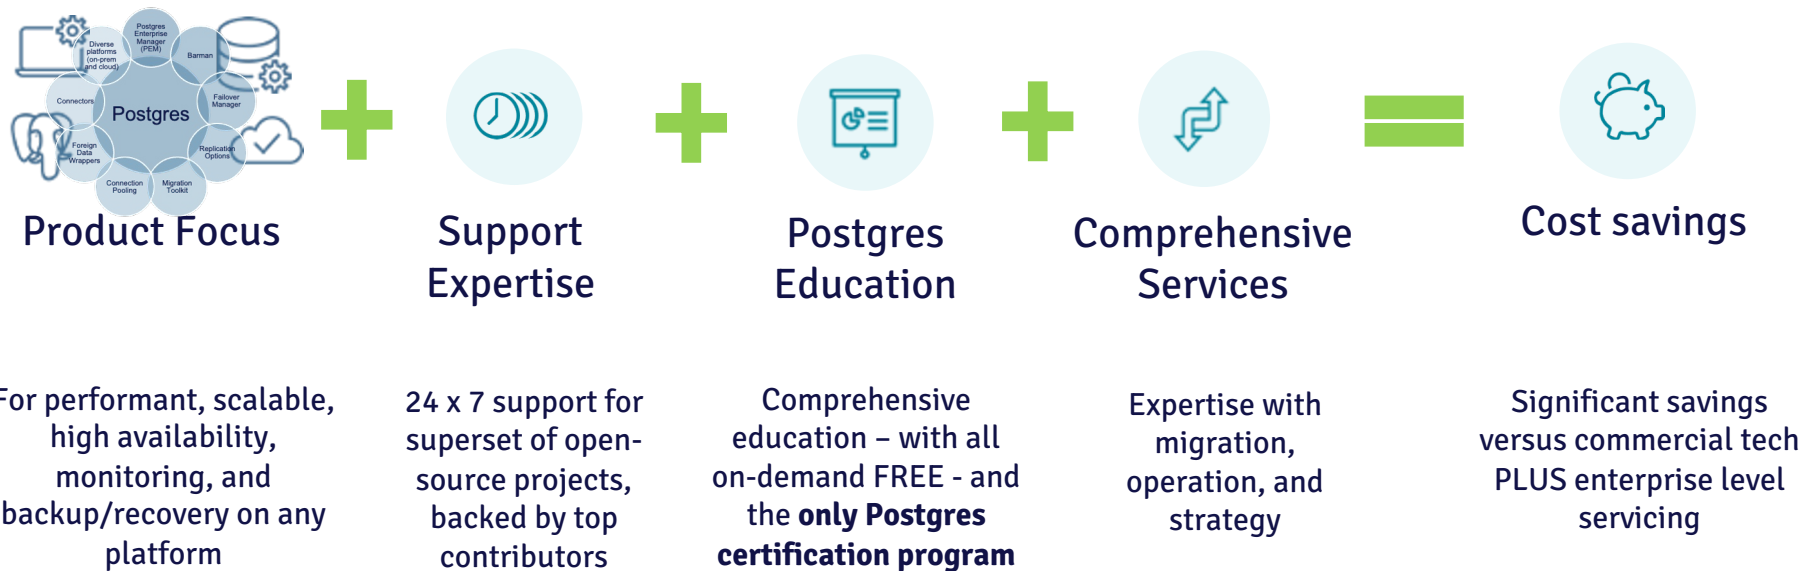 Postgres
Enterprise
Manager
(PEM)
Diverse
platforms
(on-prem
and cloud)
Barman
Connectors
Postgres
Failover
Manager
Foreign
Data
Wrappers
Replication
Options
Connection
Pooling
Migration
Toolkit
Product Focus
Support
Expertise
Postgres
Education
Comprehensive
Services
Cost savings
For performant, scalable,
high availability,
monitoring, and
backup/recovery on any
platform
24 x 7 support for
superset of open-
source projects,
backed by top
contributors
Comprehensive
education – with all
on-demand FREE - and
the only Postgres
certification program
Expertise with
migration,
operation, and
strategy
Significant savings
versus commercial tech
PLUS enterprise level
servicing